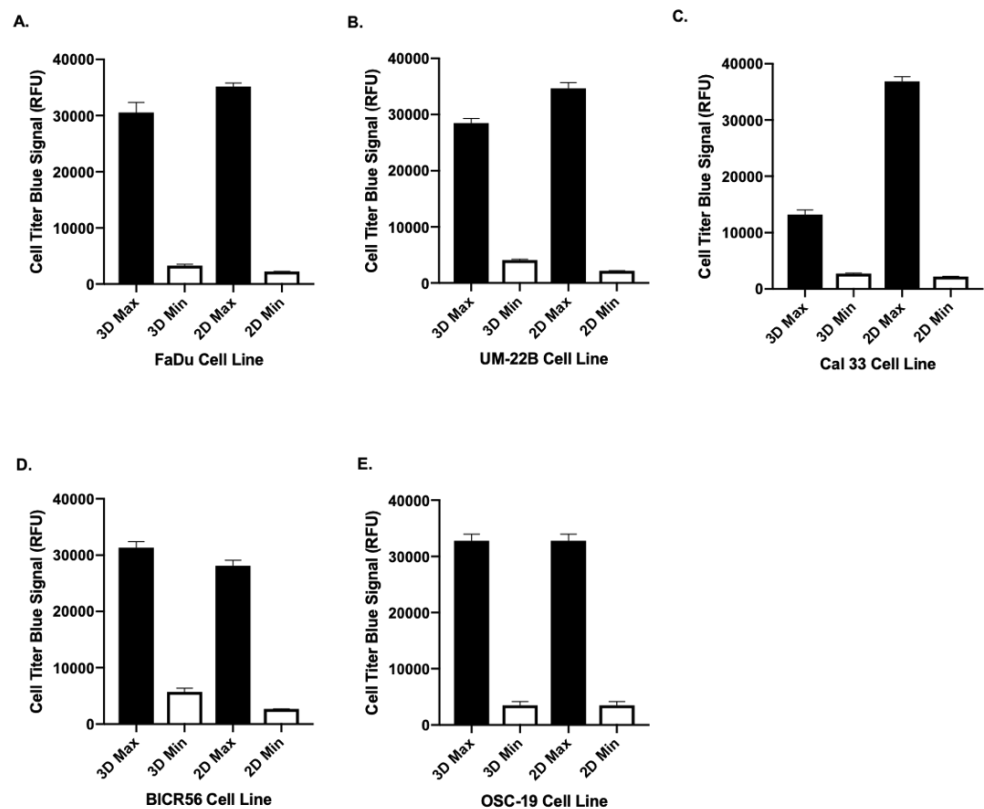 A.
Cell Titer Blue Signal (RFU)
40000
30000
20000
10000
0
3D Max
3D Min
2D Max
2D Min
FaDu Cell Line
B.
Cell Titer Blue Signal (RFU)
40000
30000
20000
10000
0
3D Max
3D Min
2D Max
2D Min
UM-22B Cell Line
C.
Cell Titer Blue Signal (RFU)
40000
30000
20000
10000
0
3D Max
3D Min
2D Max
2D Min
Cal 33 Cell Line
D.
Cell Titer Blue Signal (RFU)
40000
30000
20000
10000
0
3D Max
3D Min
2D Max
2D Min
BICR56 Cell Line
E.
Cell Titer Blue Signal (RFU)
40000
30000
20000
10000
0
3D Max
3D Min
2D Max
2D Min
OSC-19 Cell Line